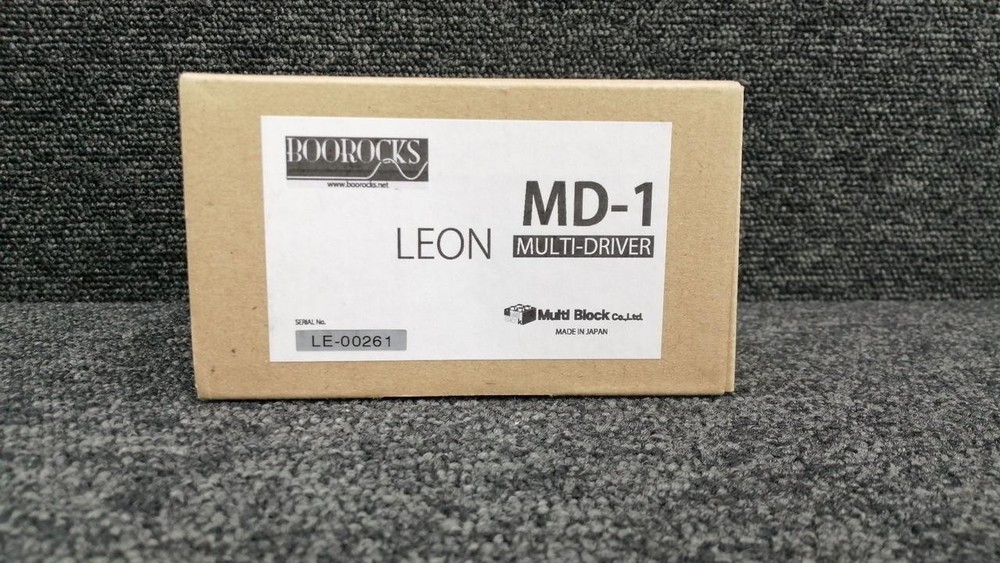 BOOROCKS
www.boorocks.net
MD-1
LEON MULTI-DRIVER
Multi Block Co.,Ltd.
MADE IN JAPAN
SERIAL No.
LE-00261